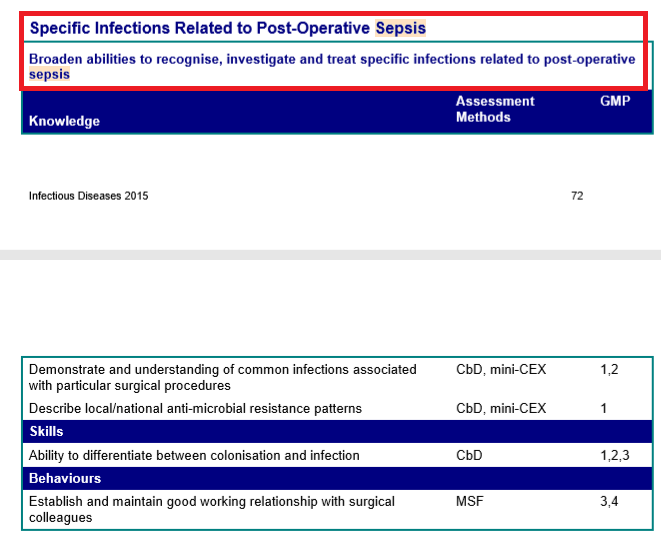 Specific Infections Related to Post-Operative Sepsis
Broaden abilities to recognise, investigate and treat specific infections related to post-operative
sepsis
Knowledge Assessment Methods GMP
Infectious Diseases 2015 72
Demonstrate and understanding of common infections associated CbD, mini-CEX 1,2
with particular surgical procedures
Describe local/national anti-microbial resistance patterns CbD, mini-CEX 1
Skills
Ability to differentiate between colonisation and infection CbD 1,2,3
Behaviours
Establish and maintain good working relationship with surgical MSF 3,4
colleagues